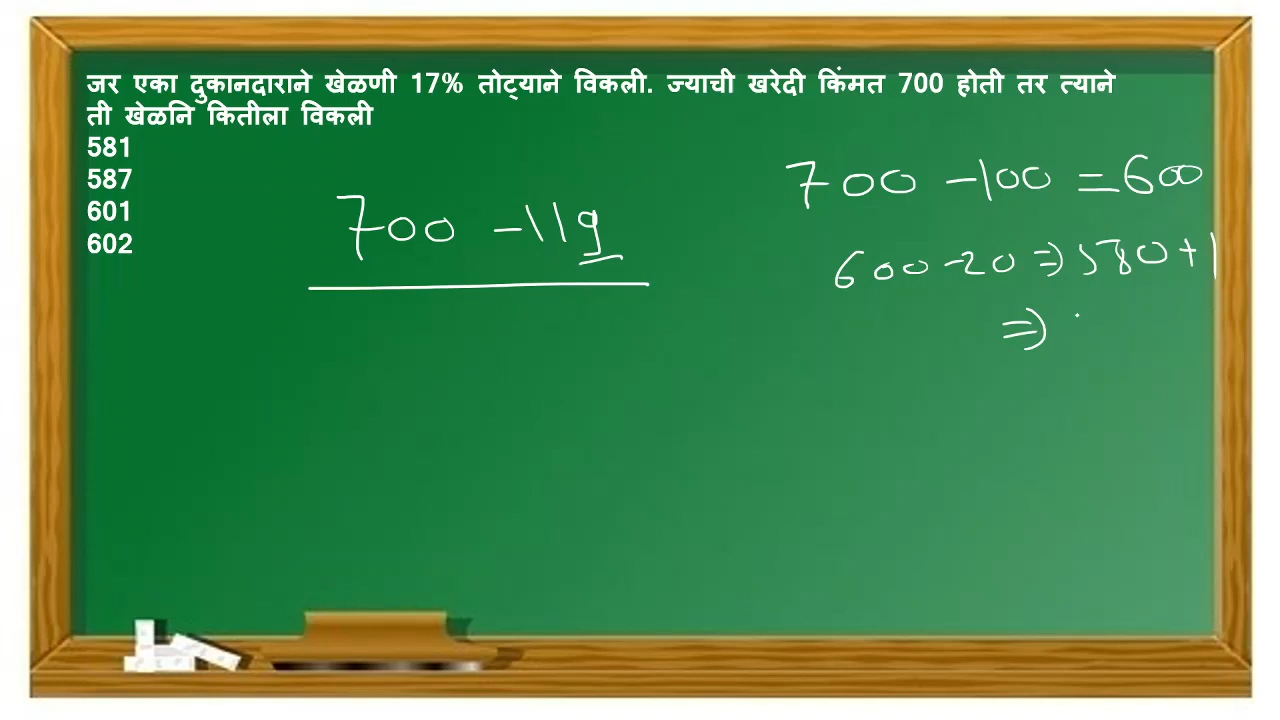 जर एका दुकानदाराने खेळणी 17% तोट्याने विकली. ज्याची खरेदी किंमत 700 होती तर त्याने
ती खेळनि कितीला विकली
581
587
601
602
700 -119
700 -100 = 600
600 -20 => 580 + 1
=>